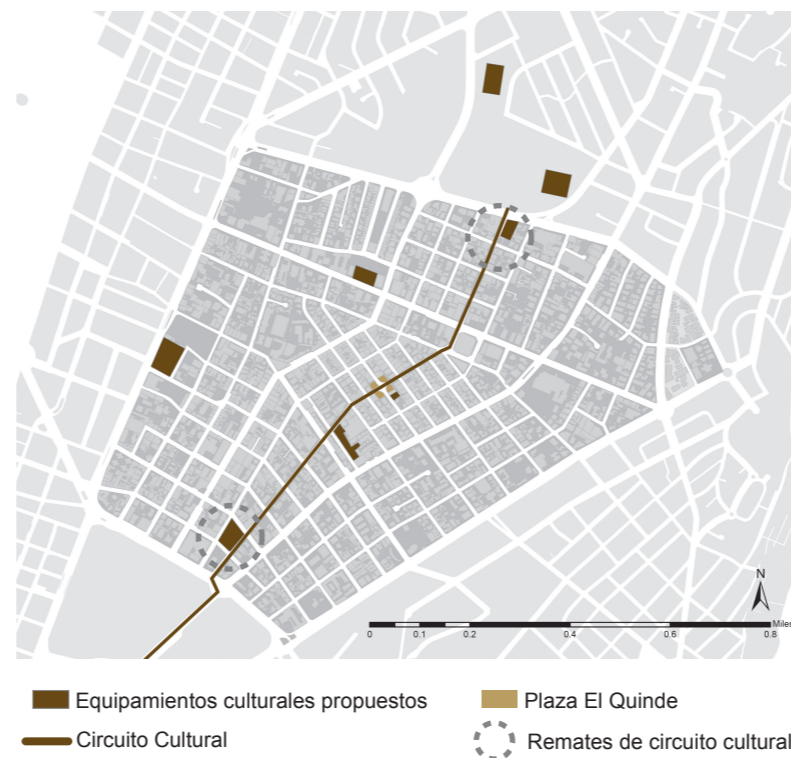 N
Miles
0 0.1 0.2 0.4 0.6 0.8
Equipamientos culturales propuestos
Plaza El Quinde
Circuito Cultural
Remates de circuito cultural